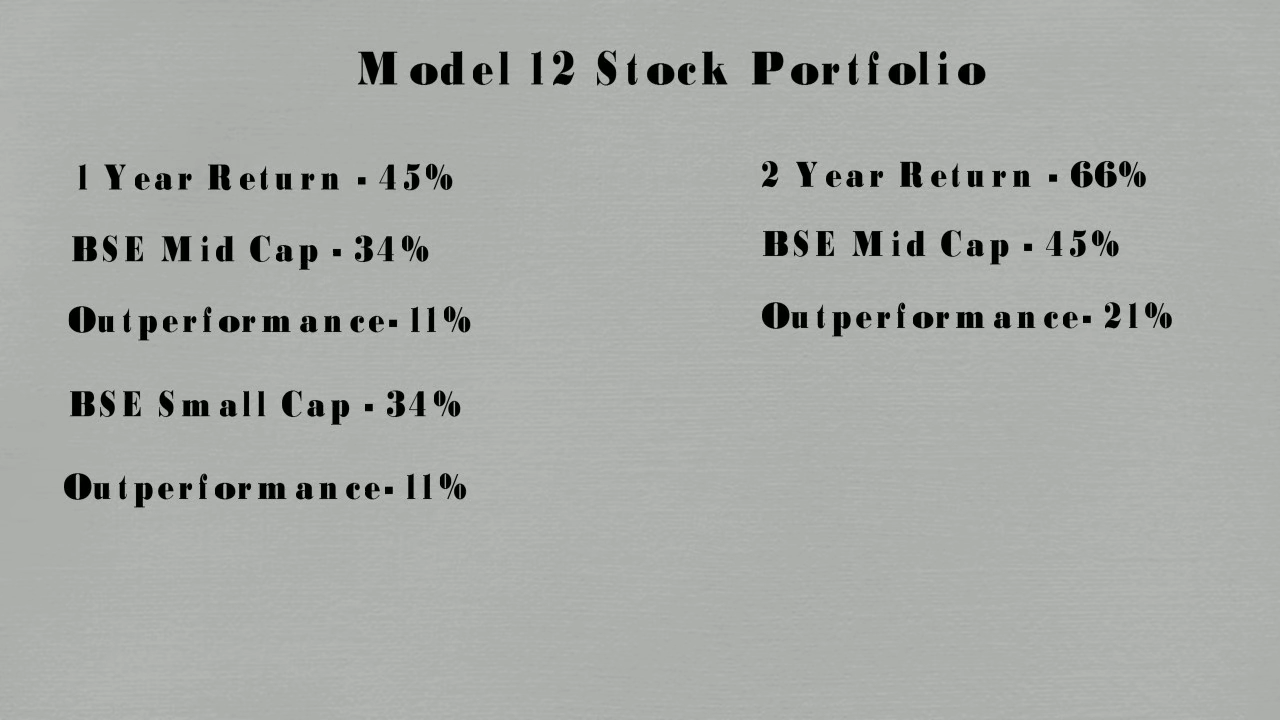 Model 12 Stock Portfolio
1 Year Return - 45%
BSE Mid Cap - 34%
Outperformance- 11%
BSE Small Cap - 34%
Outperformance- 11%
2 Year Return - 66%
BSE Mid Cap - 45%
Outperformance- 21%